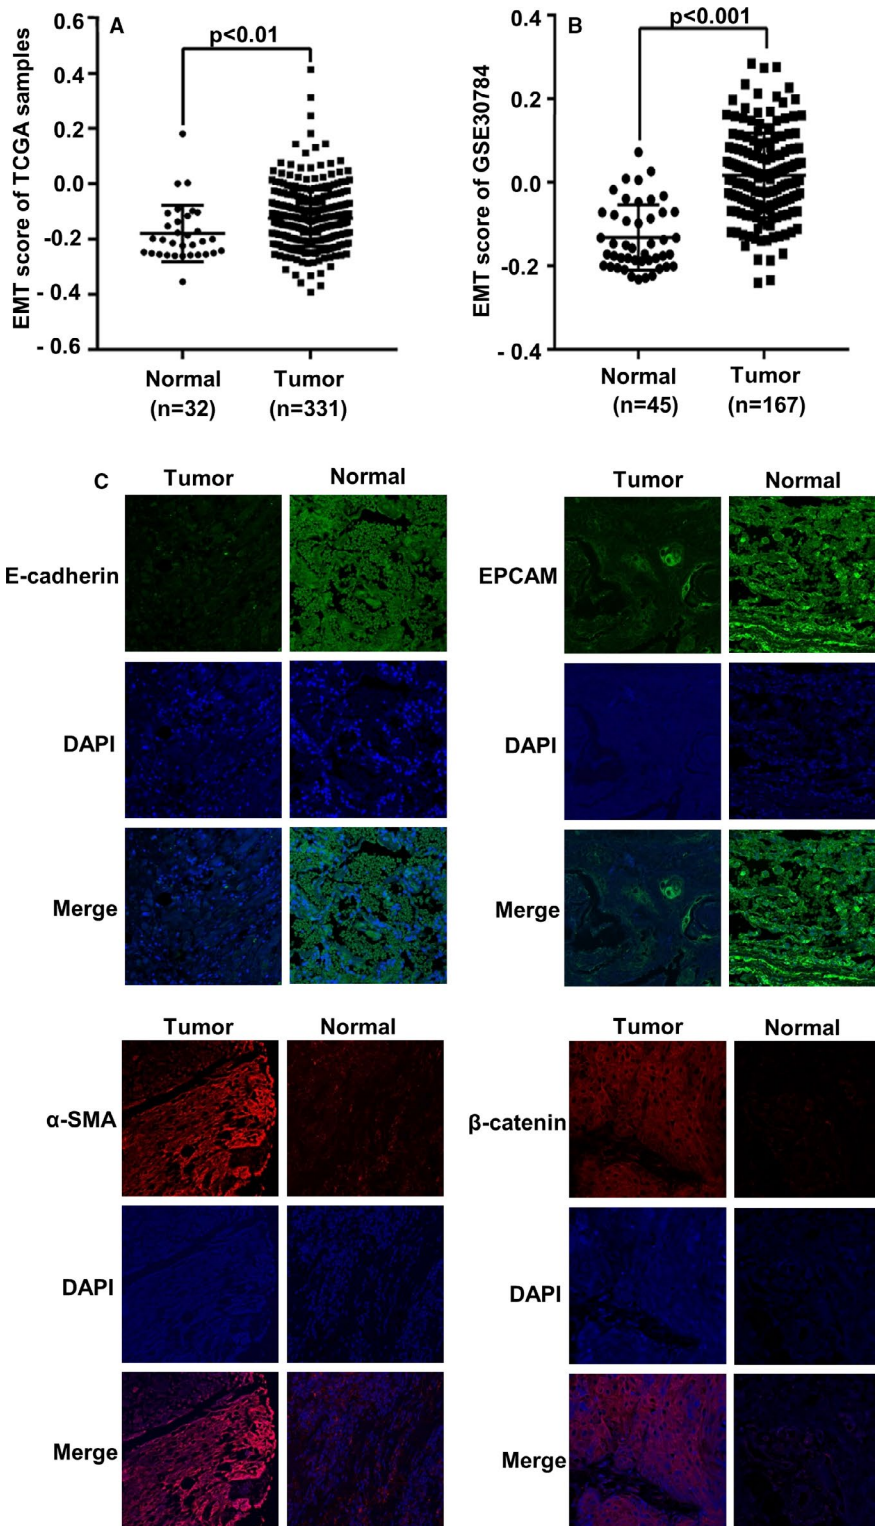 A
EMT score of TCGA samples
0.6
0.4
0.2
0.0
-0.2
- 0.4
- 0.6
p<0.01
Normal
(n=32)
Tumor
(n=331)
B
EMT score of GSE30784
0.4
0.2
0.0
-0.2
- 0.4
p<0.001
Normal
(n=45)
Tumor
(n=167)
C
Tumor
Normal
E-cadherin
DAPI
Merge
Tumor
Normal
EPCAM
DAPI
Merge
Tumor
Normal
α-SMA
DAPI
Merge
Tumor
Normal
β-catenin
DAPI
Merge